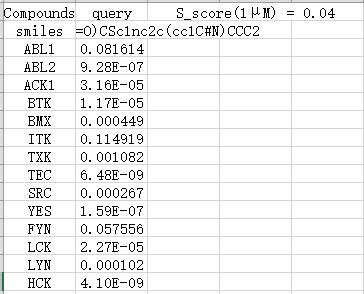 Compounds query S_score(1μM) = 0.04
smiles =O)CSc1nc2c(cc1C#N)CCC2
ABL1 0.081614
ABL2 9.28E-07
ACK1 3.16E-05
BTK 1.17E-05
BMX 0.000449
ITK 0.114919
TXK 0.001082
TEC 6.48E-09
SRC 0.000267
YES 1.59E-07
FYN 0.057556
LCK 2.27E-05
LYN 0.000102
HCK 4.10E-09